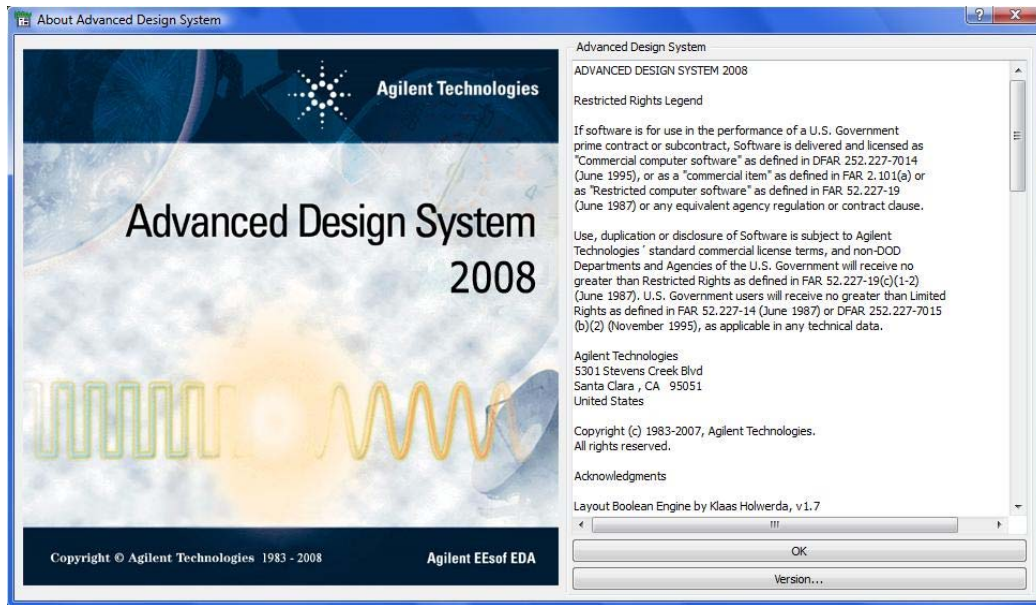 About Advanced Design System
Agilent Technologies
Advanced Design System
2008
Copyright © Agilent Technologies 1983 - 2008
Agilent EEsof EDA
Advanced Design System
ADVANCED DESIGN SYSTEM 2008
Restricted Rights Legend
If software is for use in the performance of a U.S. Government
prime contract or subcontract, Software is delivered and licensed as
"Commercial computer software" as defined in DFAR 252.227-7014
(June 1995), or as a "commercial item" as defined in FAR 2.101(a) or
as "Restricted computer software" as defined in FAR 52.227-19
(June 1987) or any equivalent agency regulation or contract clause.
Use, duplication or disclosure of Software is subject to Agilent
Technologies´ standard commercial license terms, and non-DOD
Departments and Agencies of the U.S. Government will receive no
greater than Restricted Rights as defined in FAR 52.227-19(c)(1-2)
(June 1987). U.S. Government users will receive no greater than Limited
Rights as defined in FAR 52.227-14 (June 1987) or DFAR 252.227-7015
(b)(2) (November 1995), as applicable in any technical data.
Agilent Technologies
5301 Stevens Creek Blvd
Santa Clara , CA 95051
United States
Copyright (c) 1983-2007, Agilent Technologies.
All rights reserved.
Acknowledgments
Layout Boolean Engine by Klaas Holwerda, v1.7
OK
Version...